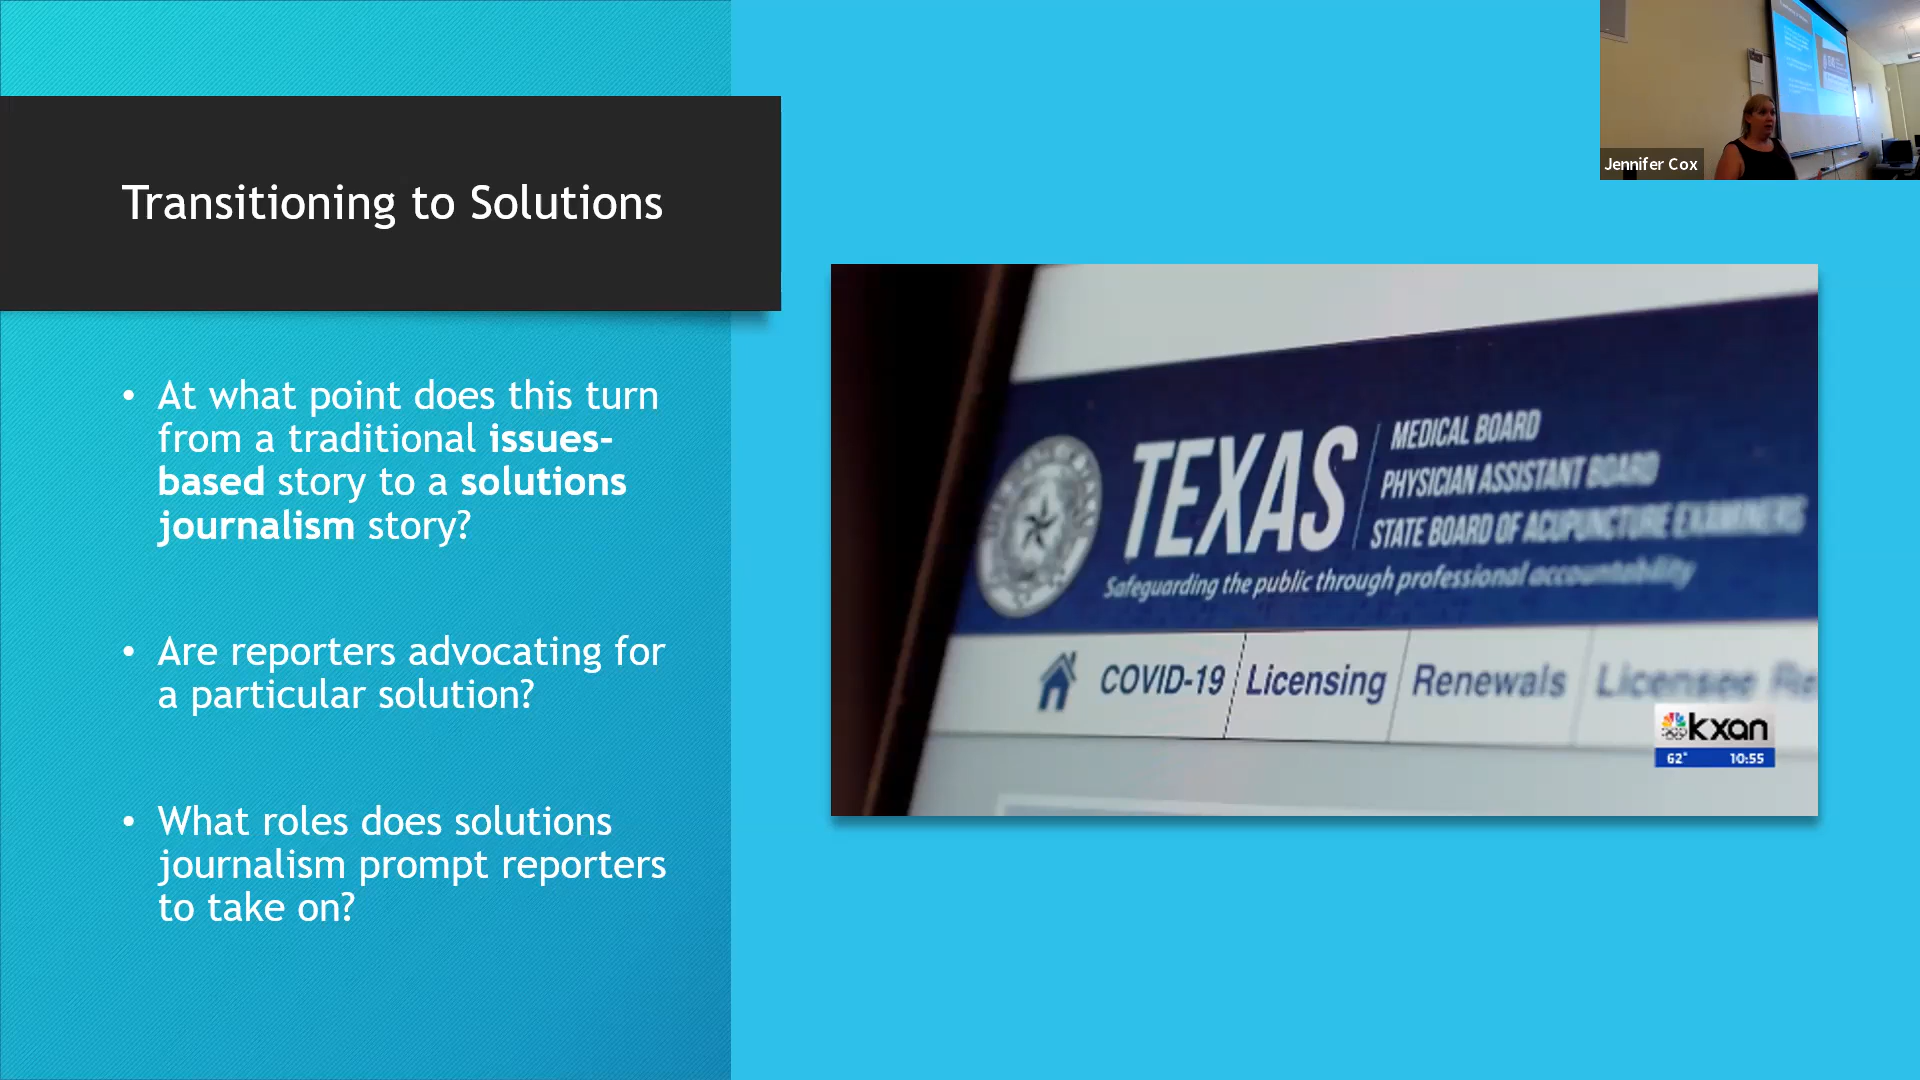 Transitioning to Solutions
• At what point does this turn
from a traditional issues-
based story to a solutions
journalism story?
• Are reporters advocating for
a particular solution?
• What roles does solutions
journalism prompt reporters
to take on?
Jennifer Cox
TEXAS
MEDICAL BOARD
PHYSICIAN ASSISTANT BOARD
STATE BOARD OF ACUPUNCTURE EXAMINERS
Safeguarding the public through professional accountability
COVID-19 Licensing Renewals Licensee
kxan
62° 10:55